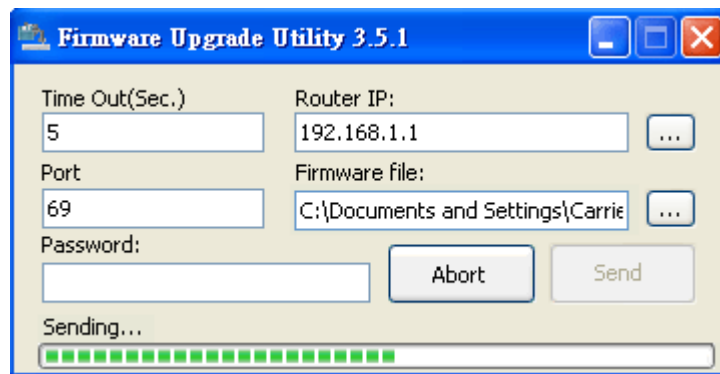 Firmware Upgrade Utility 3.5.1
Time Out(Sec.) Router IP:
5 192.168.1.1 ...
Port Firmware file:
69 C:\Documents and Settings\Carrie ...
Password:
Abort Send
Sending...